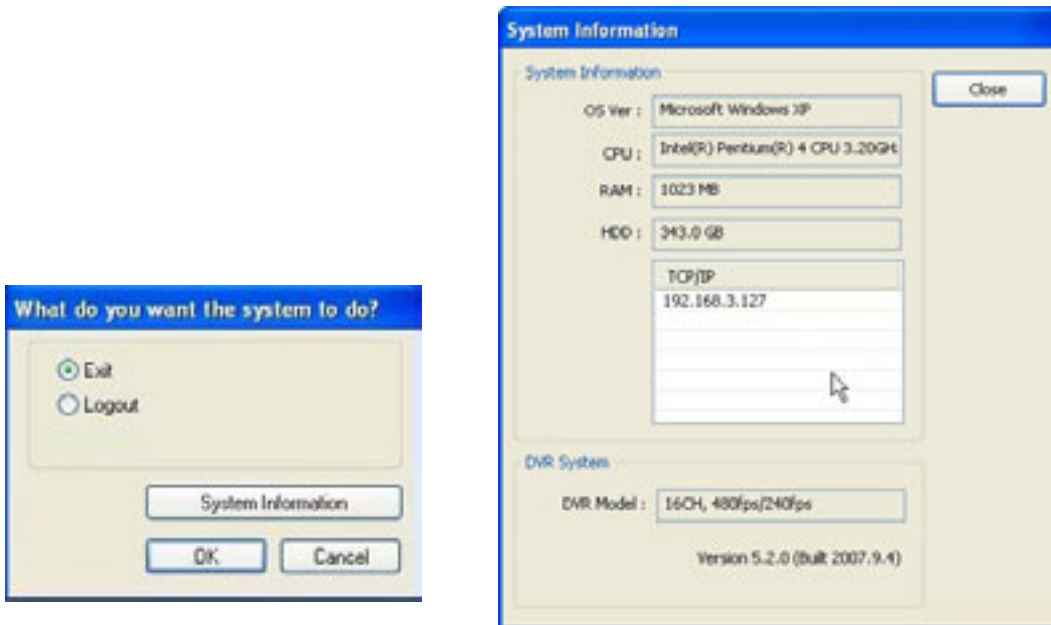 What do you want the system to do?
Exit
Logout
System Information
OK
Cancel
System Information
System Information
Close
OS Ver : Microsoft Windows XP
CPU : Intel(R) Pentium(R) 4 CPU 3.20GHz
RAM : 1023 MB
HDD : 343.0 GB
TCP/IP
192.168.3.127
DVR System
DVR Model : 16CH, 480fps/240fps
Version 5.2.0 (Built 2007.9.4)